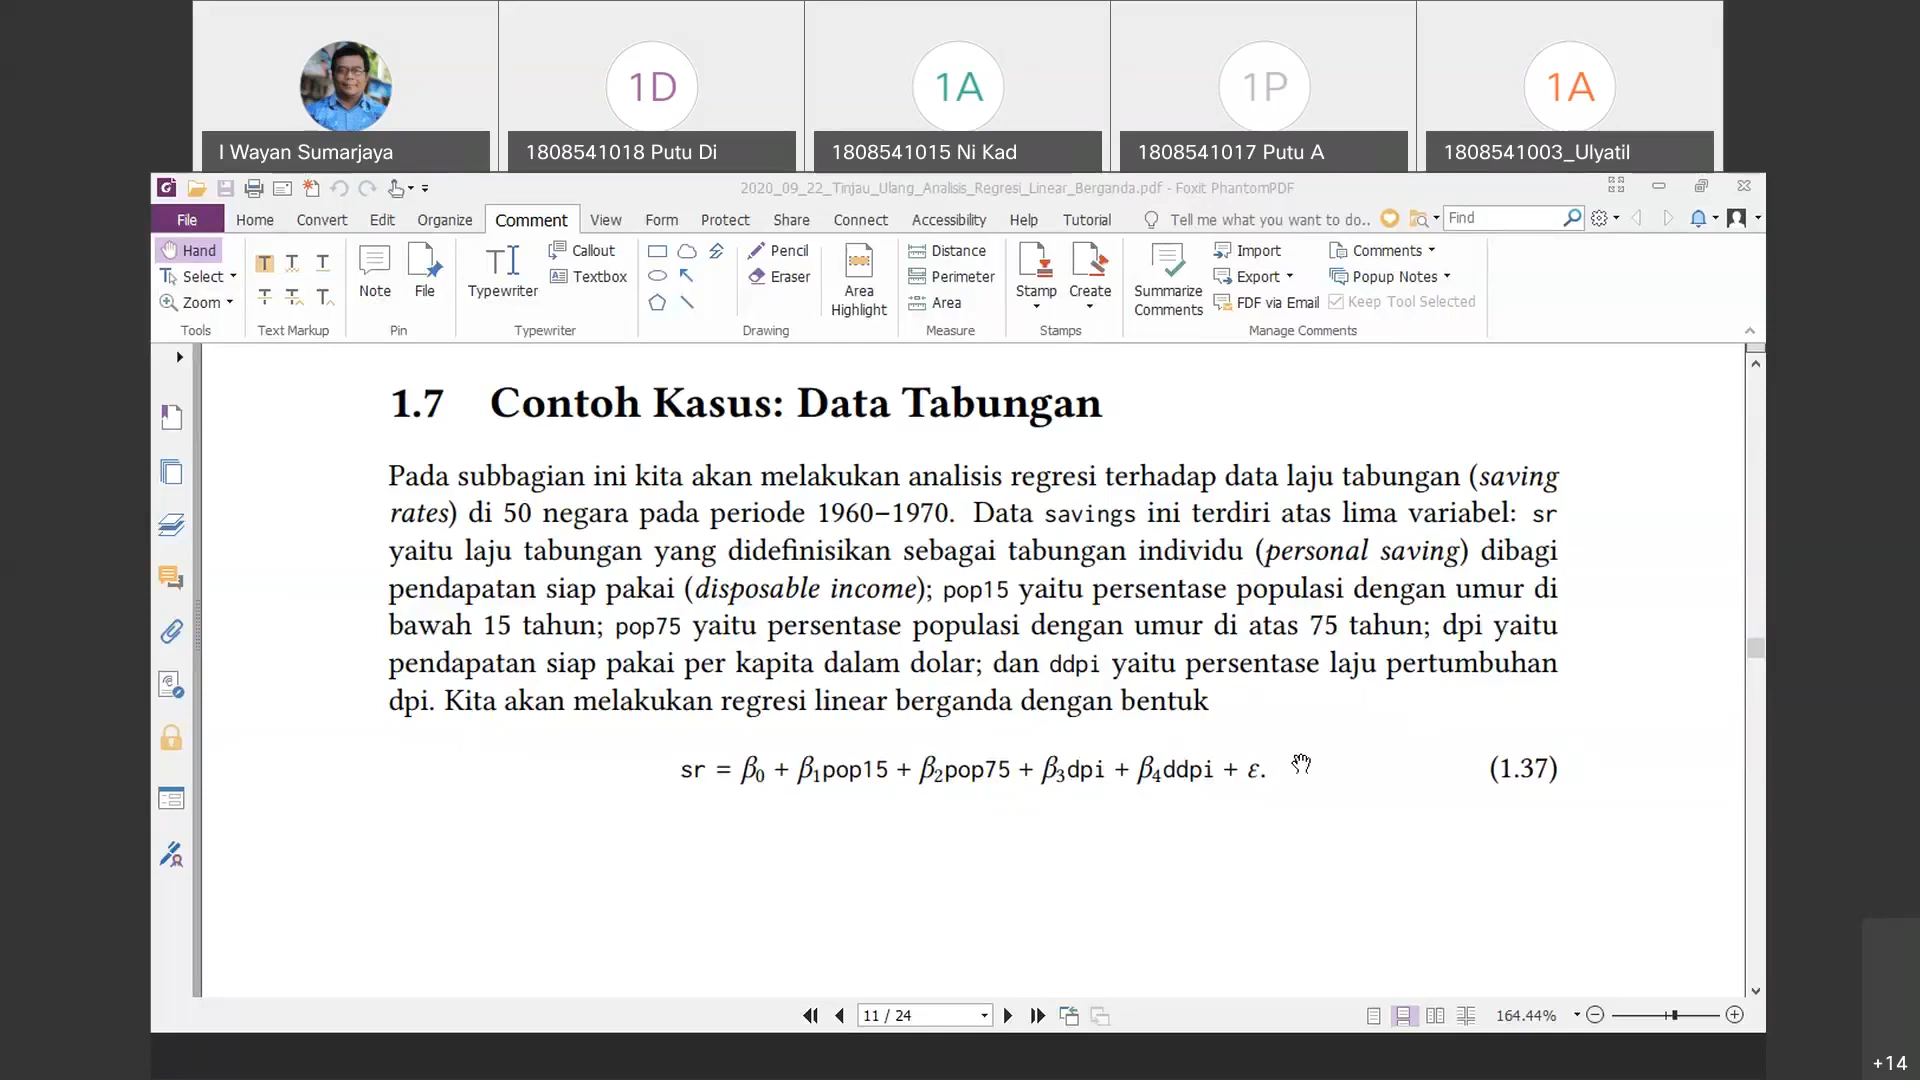 1D
1A
1P
1A
I Wayan Sumarjaya
1808541018 Putu Di
1808541015 Ni Kad
1808541017 Putu A
1808541003_Ulyatil
2020_09_22_Tinjau_Ulang_Analisis_Regresi_Linear_Berganda.pdf - Foxit PhantomPDF
File Home Convert Edit Organize Comment View Form Protect Share Connect Accessibility Help Tutorial Tell me what you want to do.. Find
Hand
Select
Zoom
Tools
Text Markup
Note
File
Pin
Typewriter
Callout
Textbox
Typewriter
Pencil
Eraser
Area
Highlight
Drawing
Distance
Perimeter
Area
Measure
Stamp
Create
Stamps
Summarize
Comments
Import
Export
FDF via Email
Comments
Popup Notes
Keep Tool Selected
Manage Comments
1.7 Contoh Kasus: Data Tabungan
Pada subbagian ini kita akan melakukan analisis regresi terhadap data laju tabungan (saving
rates) di 50 negara pada periode 1960–1970. Data savings ini terdiri atas lima variabel: sr
yaitu laju tabungan yang didefinisikan sebagai tabungan individu (personal saving) dibagi
pendapatan siap pakai (disposable income); pop15 yaitu persentase populasi dengan umur di
bawah 15 tahun; pop75 yaitu persentase populasi dengan umur di atas 75 tahun; dpi yaitu
pendapatan siap pakai per kapita dalam dolar; dan ddpi yaitu persentase laju pertumbuhan
dpi. Kita akan melakukan regresi linear berganda dengan bentuk
sr = β₀ + β₁pop15 + β₂pop75 + β₃dpi + β₄ddpi + ε. (1.37)
11 / 24
164.44%
+14